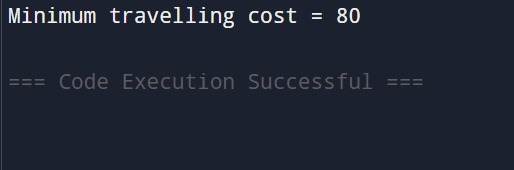 Minimum travelling cost = 80
=== Code Execution Successful ===